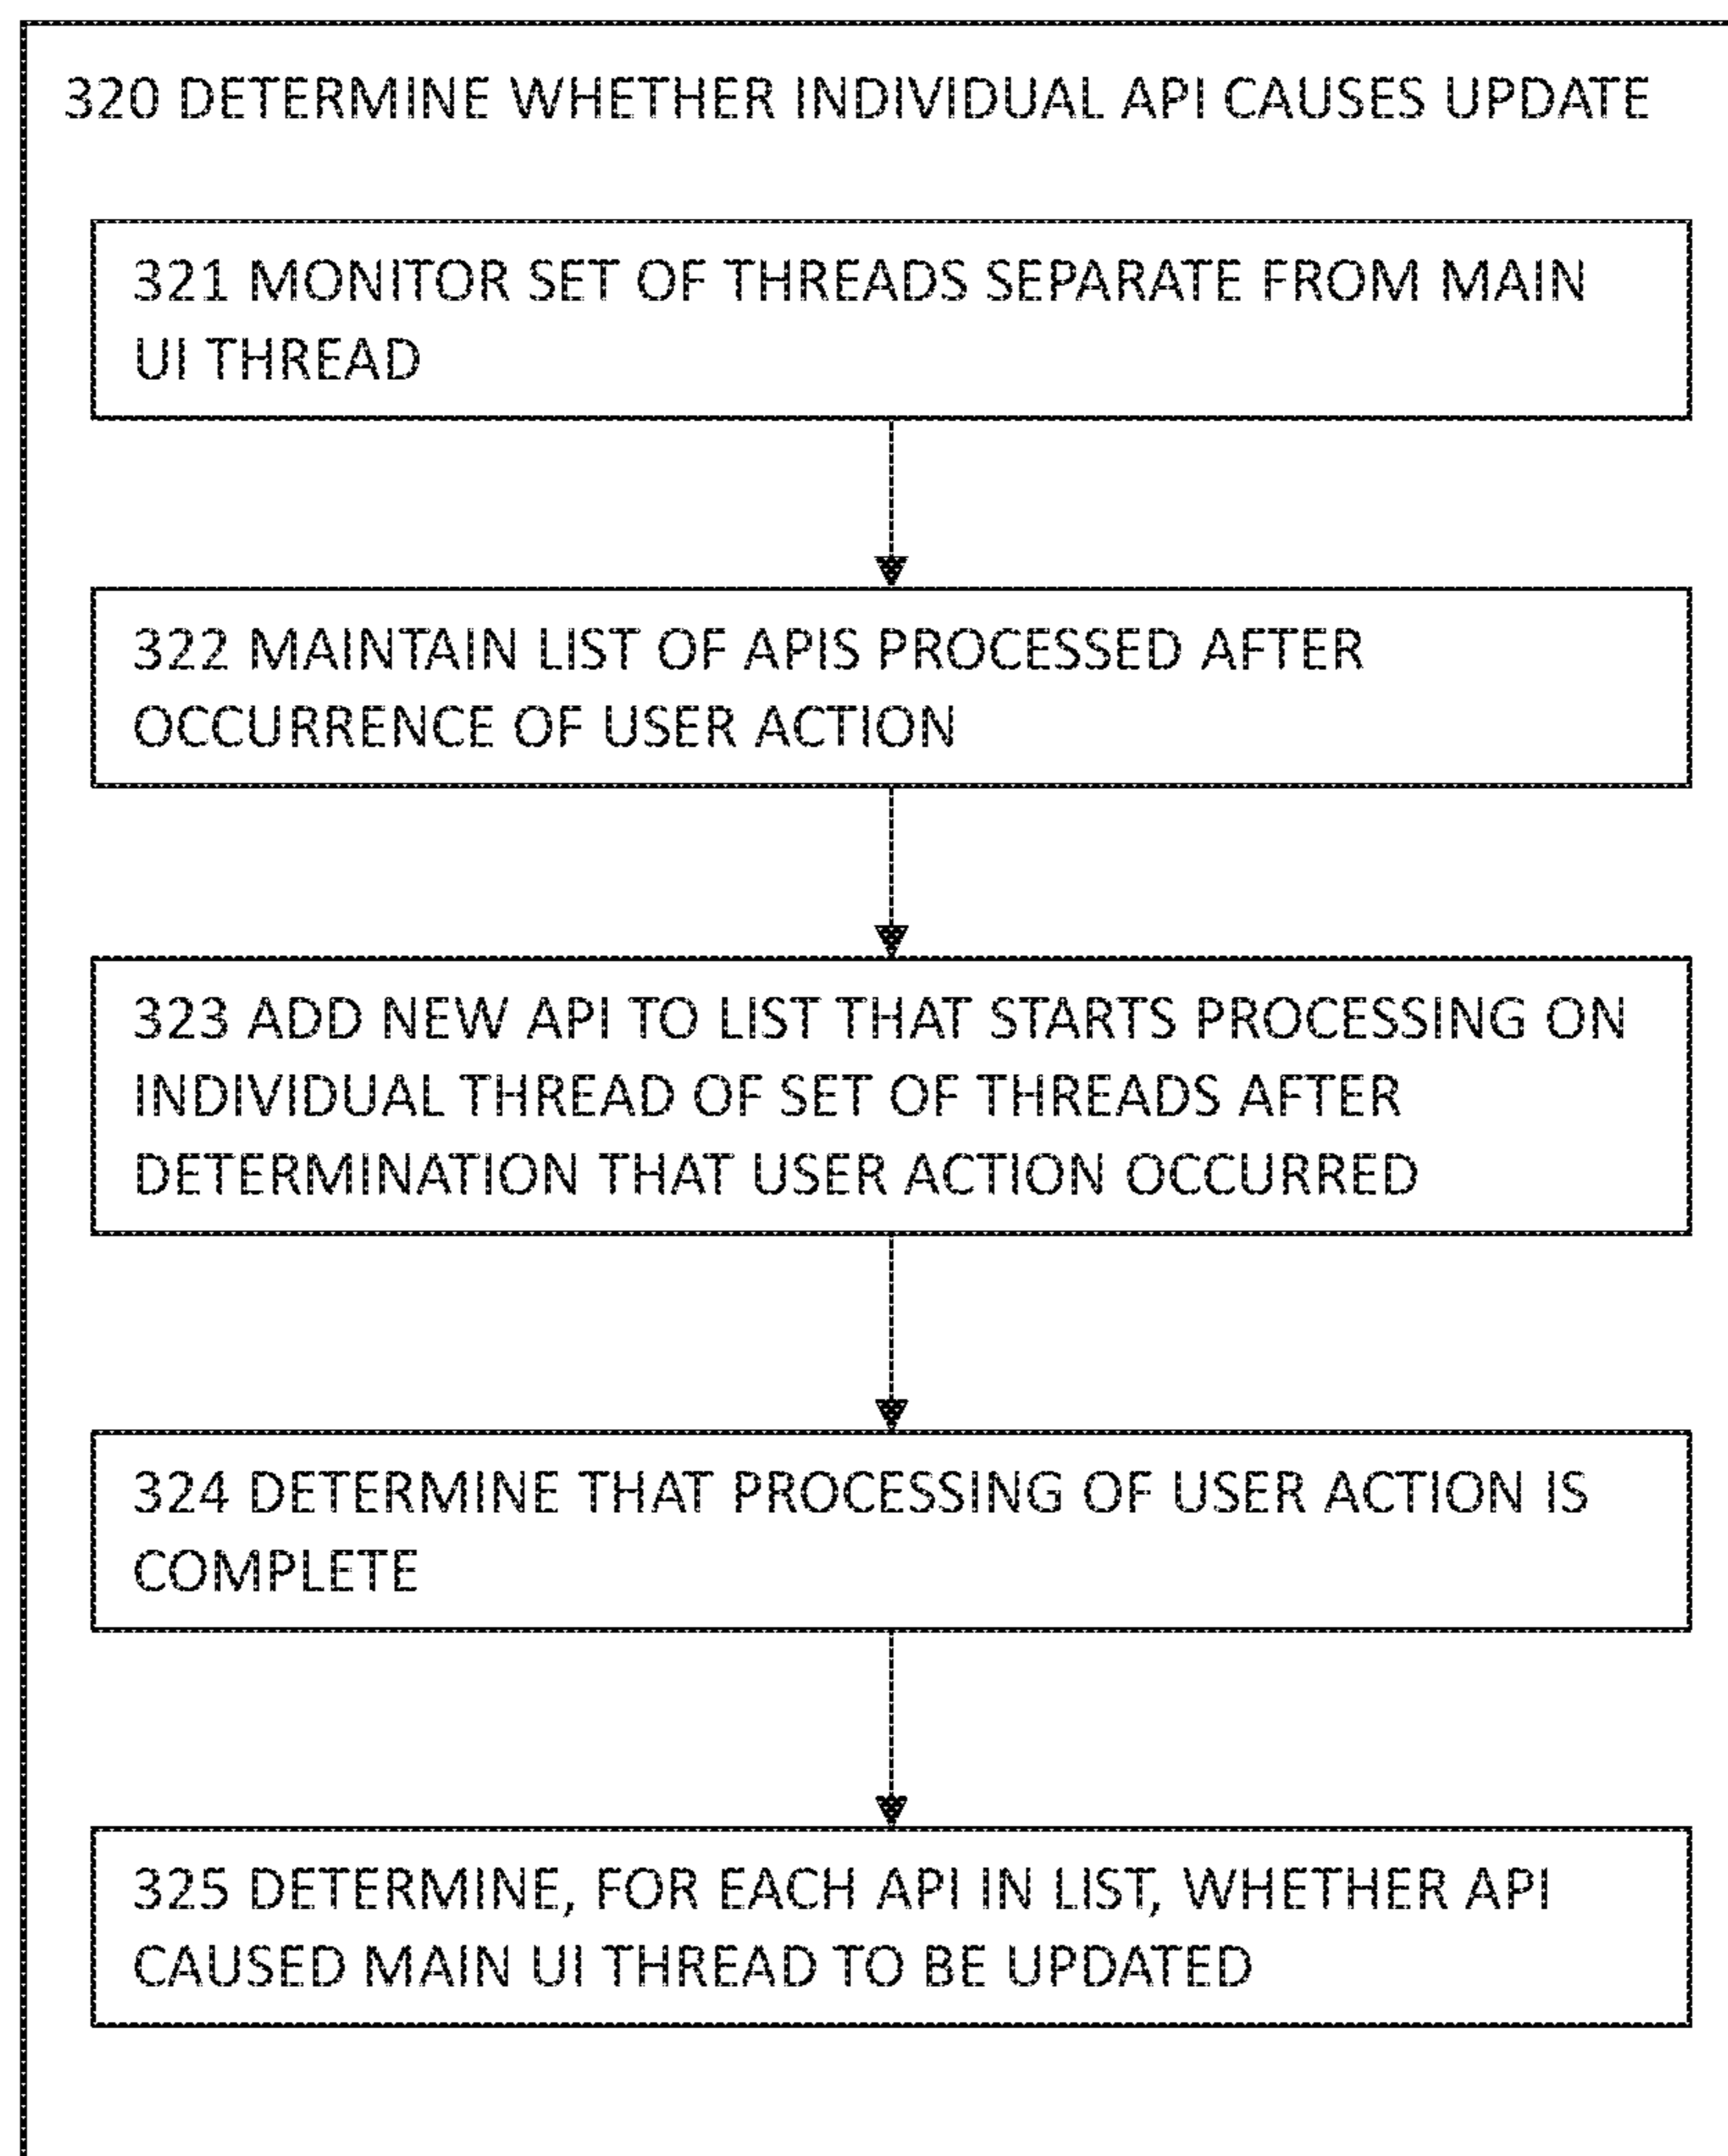 320 DETERMINE WHETHER INDIVIDUAL API CAUSES UPDATE
321 MONITOR SET OF THREADS SEPARATE FROM MAIN
UI THREAD
322 MAINTAIN LIST OF APIS PROCESSED AFTER
OCCURRENCE OF USER ACTION
323 ADD NEW API TO LIST THAT STARTS PROCESSING ON
INDIVIDUAL THREAD OF SET OF THREADS AFTER
DETERMINATION THAT USER ACTION OCCURRED
324 DETERMINE THAT PROCESSING OF USER ACTION IS
COMPLETE
325 DETERMINE, FOR EACH API IN LIST, WHETHER API
CAUSED MAIN UI THREAD TO BE UPDATED